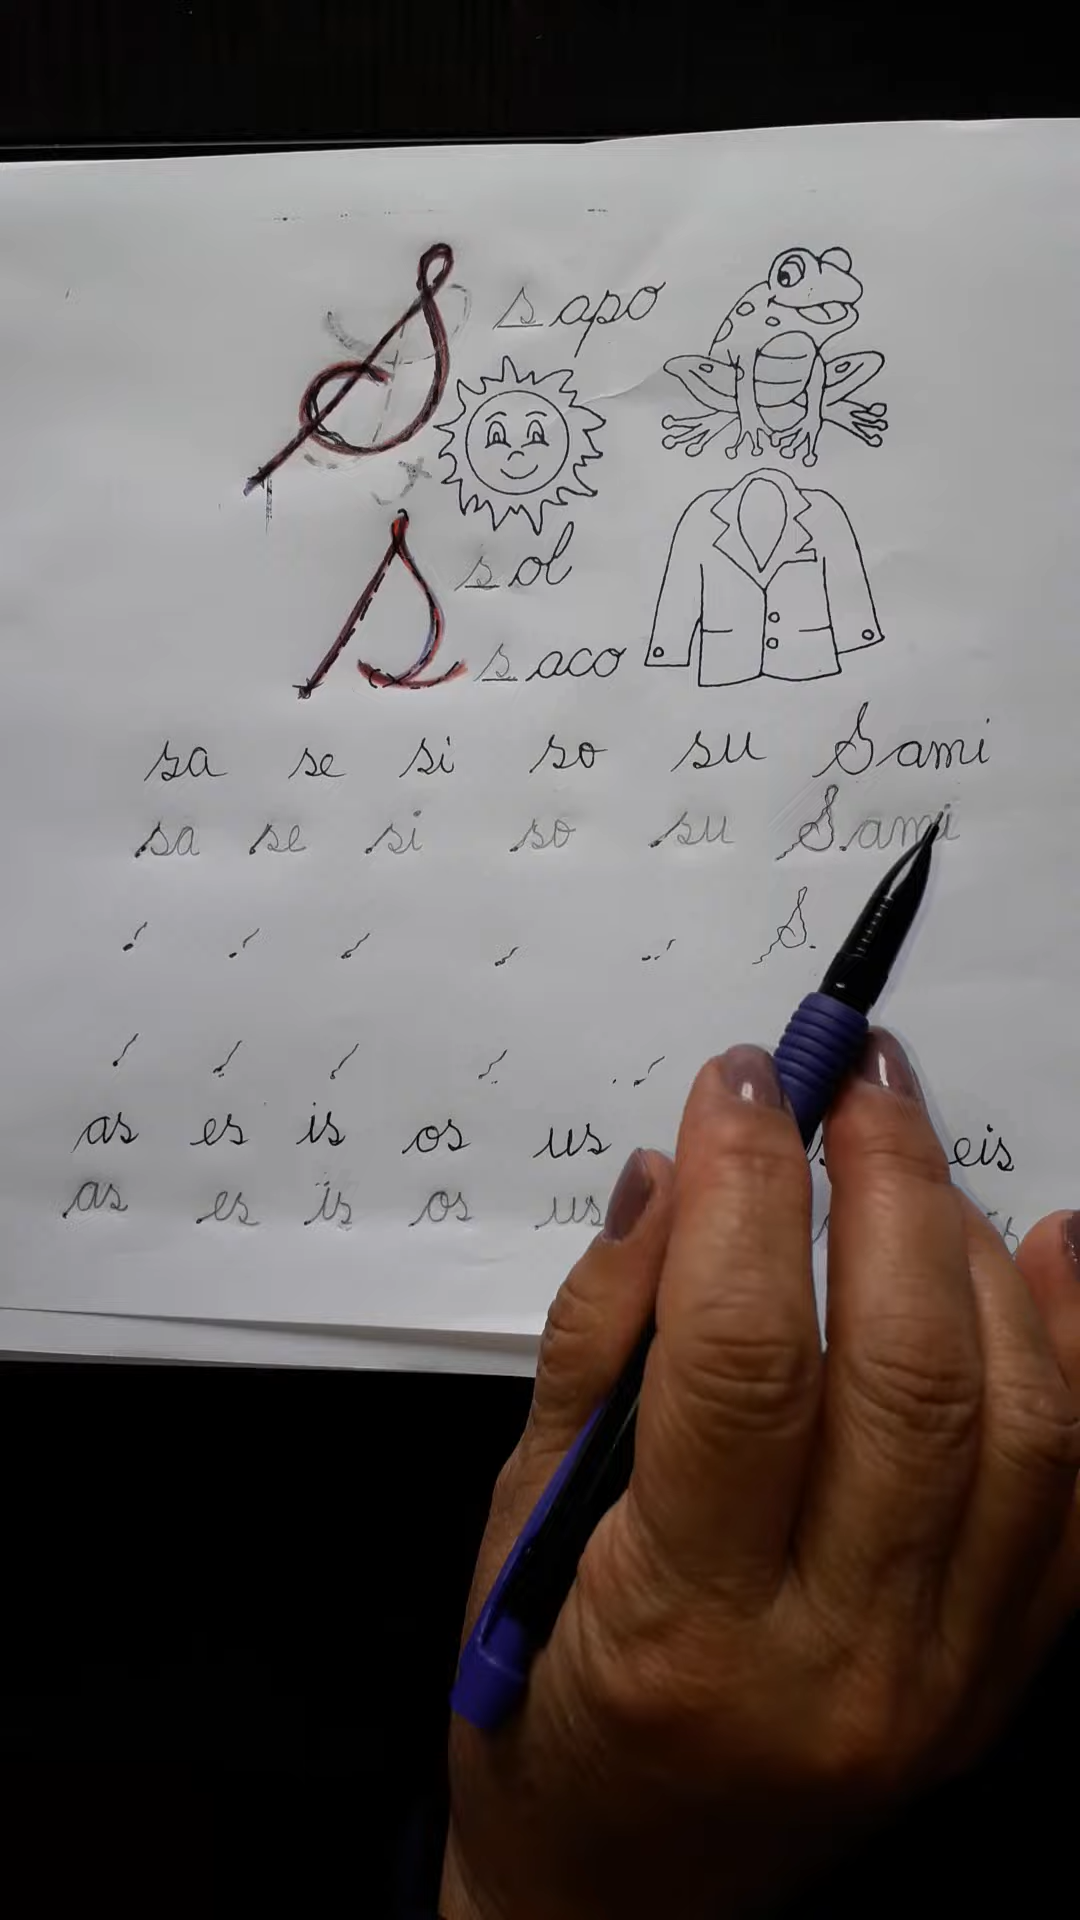 S sapo
s sol
saco
sa se si so su Sami
sa se si so su Sami
S
as es is os us eis
as es is os us